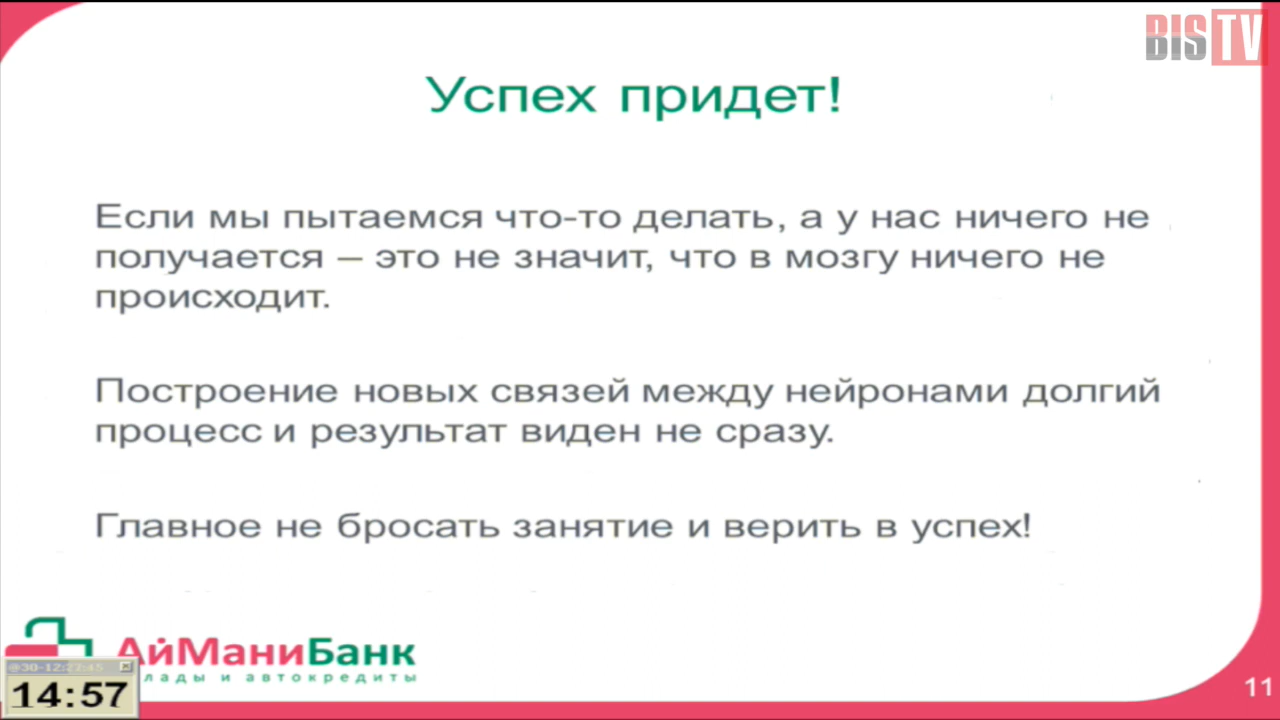 BIS TV
Успех придет!
Если мы пытаемся что-то делать, а у нас ничего не
получается – это не значит, что в мозгу ничего не
происходит.
Построение новых связей между нейронами долгий
процесс и результат виден не сразу.
Главное не бросать занятие и верить в успех!
АйМаниБанк
лады и автокредиты
14:57
11